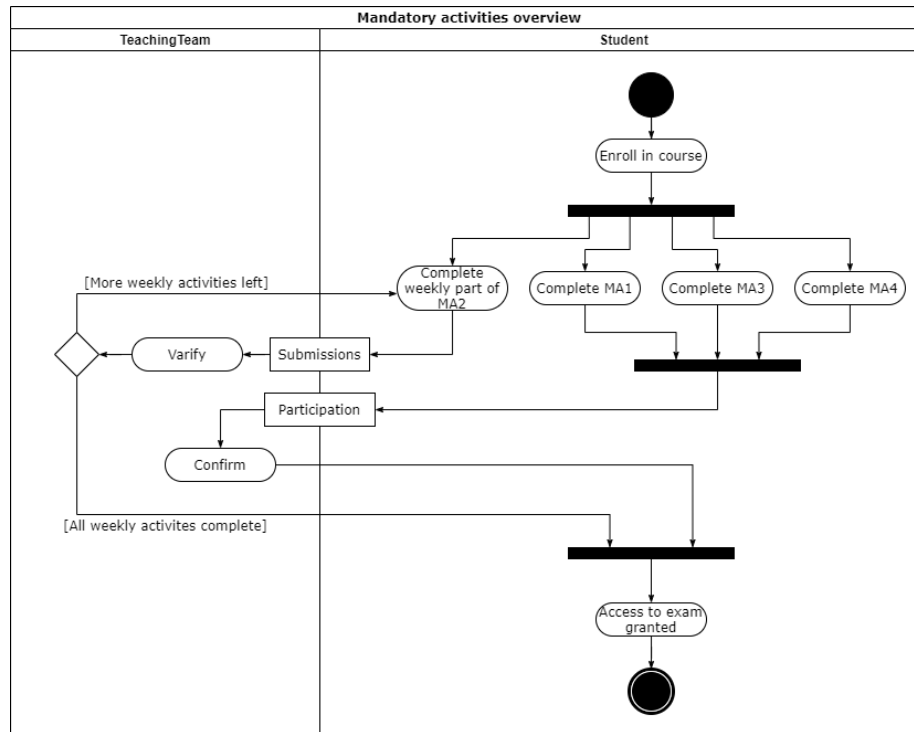 Mandatory activities overview
TeachingTeam
Student
Enroll in course
[More weekly activities left]
Complete
weekly part of
MA2
Complete MA1
Complete MA3
Complete MA4
Varify
Submissions
Participation
Confirm
[All weekly activites complete]
Access to exam
granted